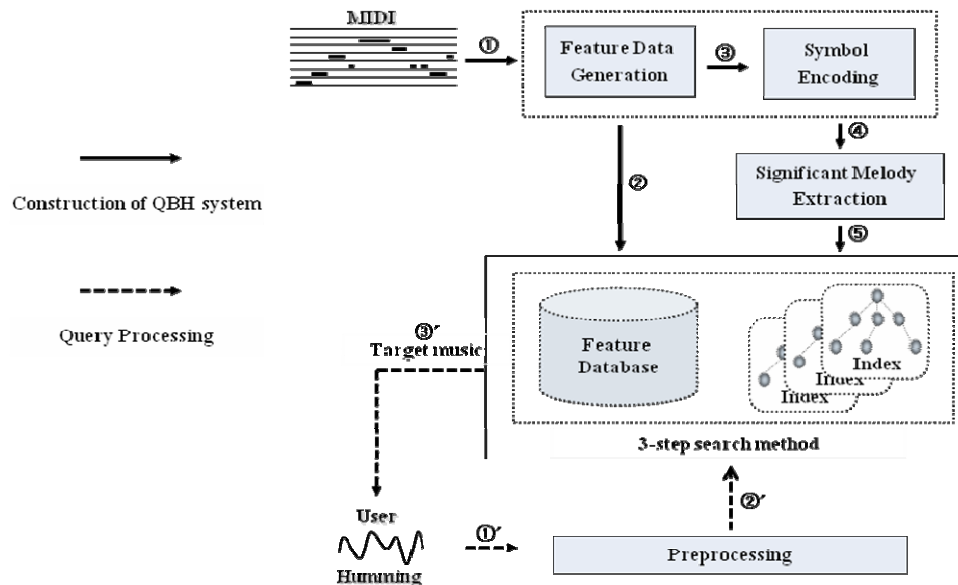 MIDI
①
Feature Data
Generation
③
Symbol
Encoding
④
②
Significant Melody
Extraction
⑤
Construction of QBH system
Query Processing
③′
Target music
Feature
Database
Index
Index
Index
3-step search method
②′
User
①′
Humming
Preprocessing